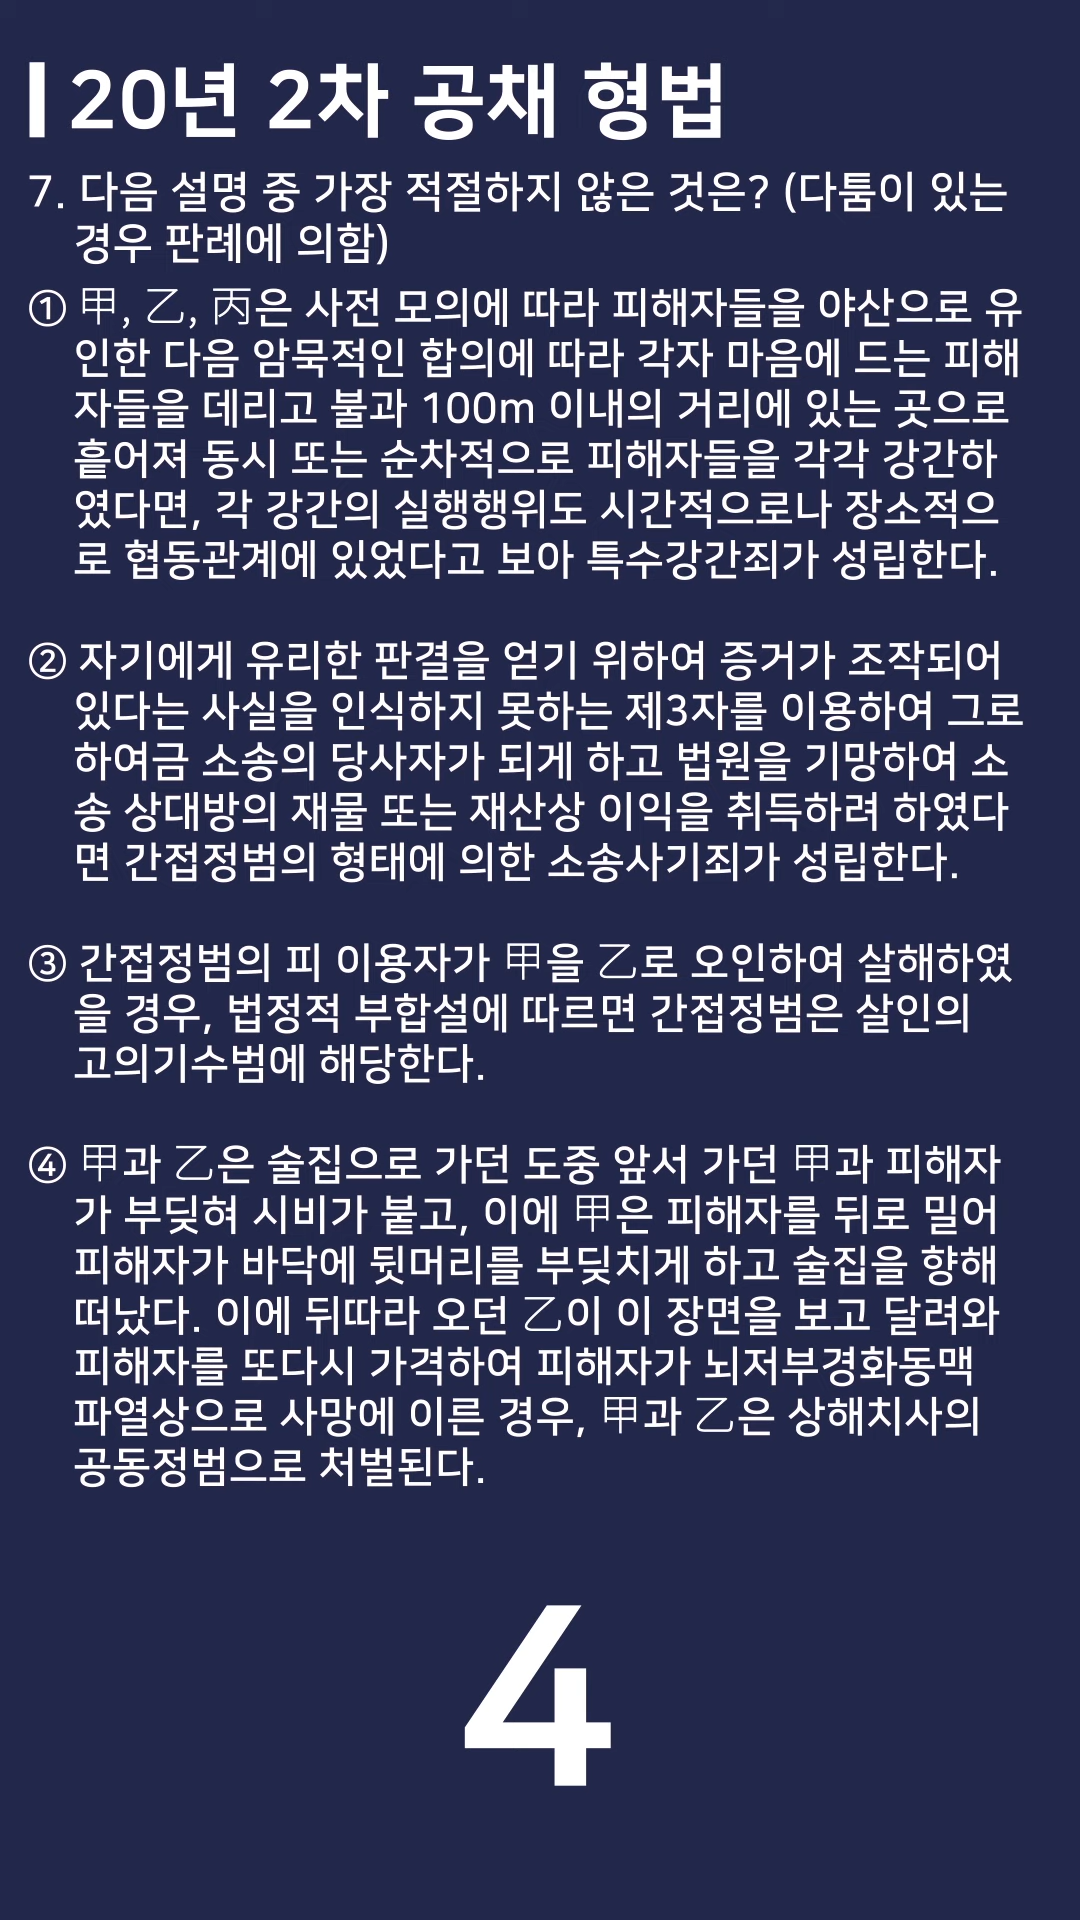 20년 2차 공채 형법
7. 다음 설명 중 가장 적절하지 않은 것은? (다툼이 있는
경우 판례에 의함)
① 甲, 乙, 丙은 사전 모의에 따라 피해자들을 야산으로 유
인한 다음 암묵적인 합의에 따라 각자 마음에 드는 피해
자들을 데리고 불과 100m 이내의 거리에 있는 곳으로
흩어져 동시 또는 순차적으로 피해자들을 각각 강간하
였다면, 각 강간의 실행행위도 시간적으로나 장소적으
로 협동관계에 있었다고 보아 특수강간죄가 성립한다.
② 자기에게 유리한 판결을 얻기 위하여 증거가 조작되어
있다는 사실을 인식하지 못하는 제3자를 이용하여 그로
하여금 소송의 당사자가 되게 하고 법원을 기망하여 소
송 상대방의 재물 또는 재산상 이익을 취득하려 하였다
면 간접정범의 형태에 의한 소송사기죄가 성립한다.
③ 간접정범의 피 이용자가 甲을 乙로 오인하여 살해하였
을 경우, 법정적 부합설에 따르면 간접정범은 살인의
고의기수범에 해당한다.
④ 甲과 乙은 술집으로 가던 도중 앞서 가던 甲과 피해자
가 부딪혀 시비가 붙고, 이에 甲은 피해자를 뒤로 밀어
피해자가 바닥에 뒷머리를 부딪치게 하고 술집을 향해
떠났다. 이에 뒤따라 오던 乙이 이 장면을 보고 달려와
피해자를 또다시 가격하여 피해자가 뇌저부경화동맥
파열상으로 사망에 이른 경우, 甲과 乙은 상해치사의
공동정범으로 처벌된다.
4